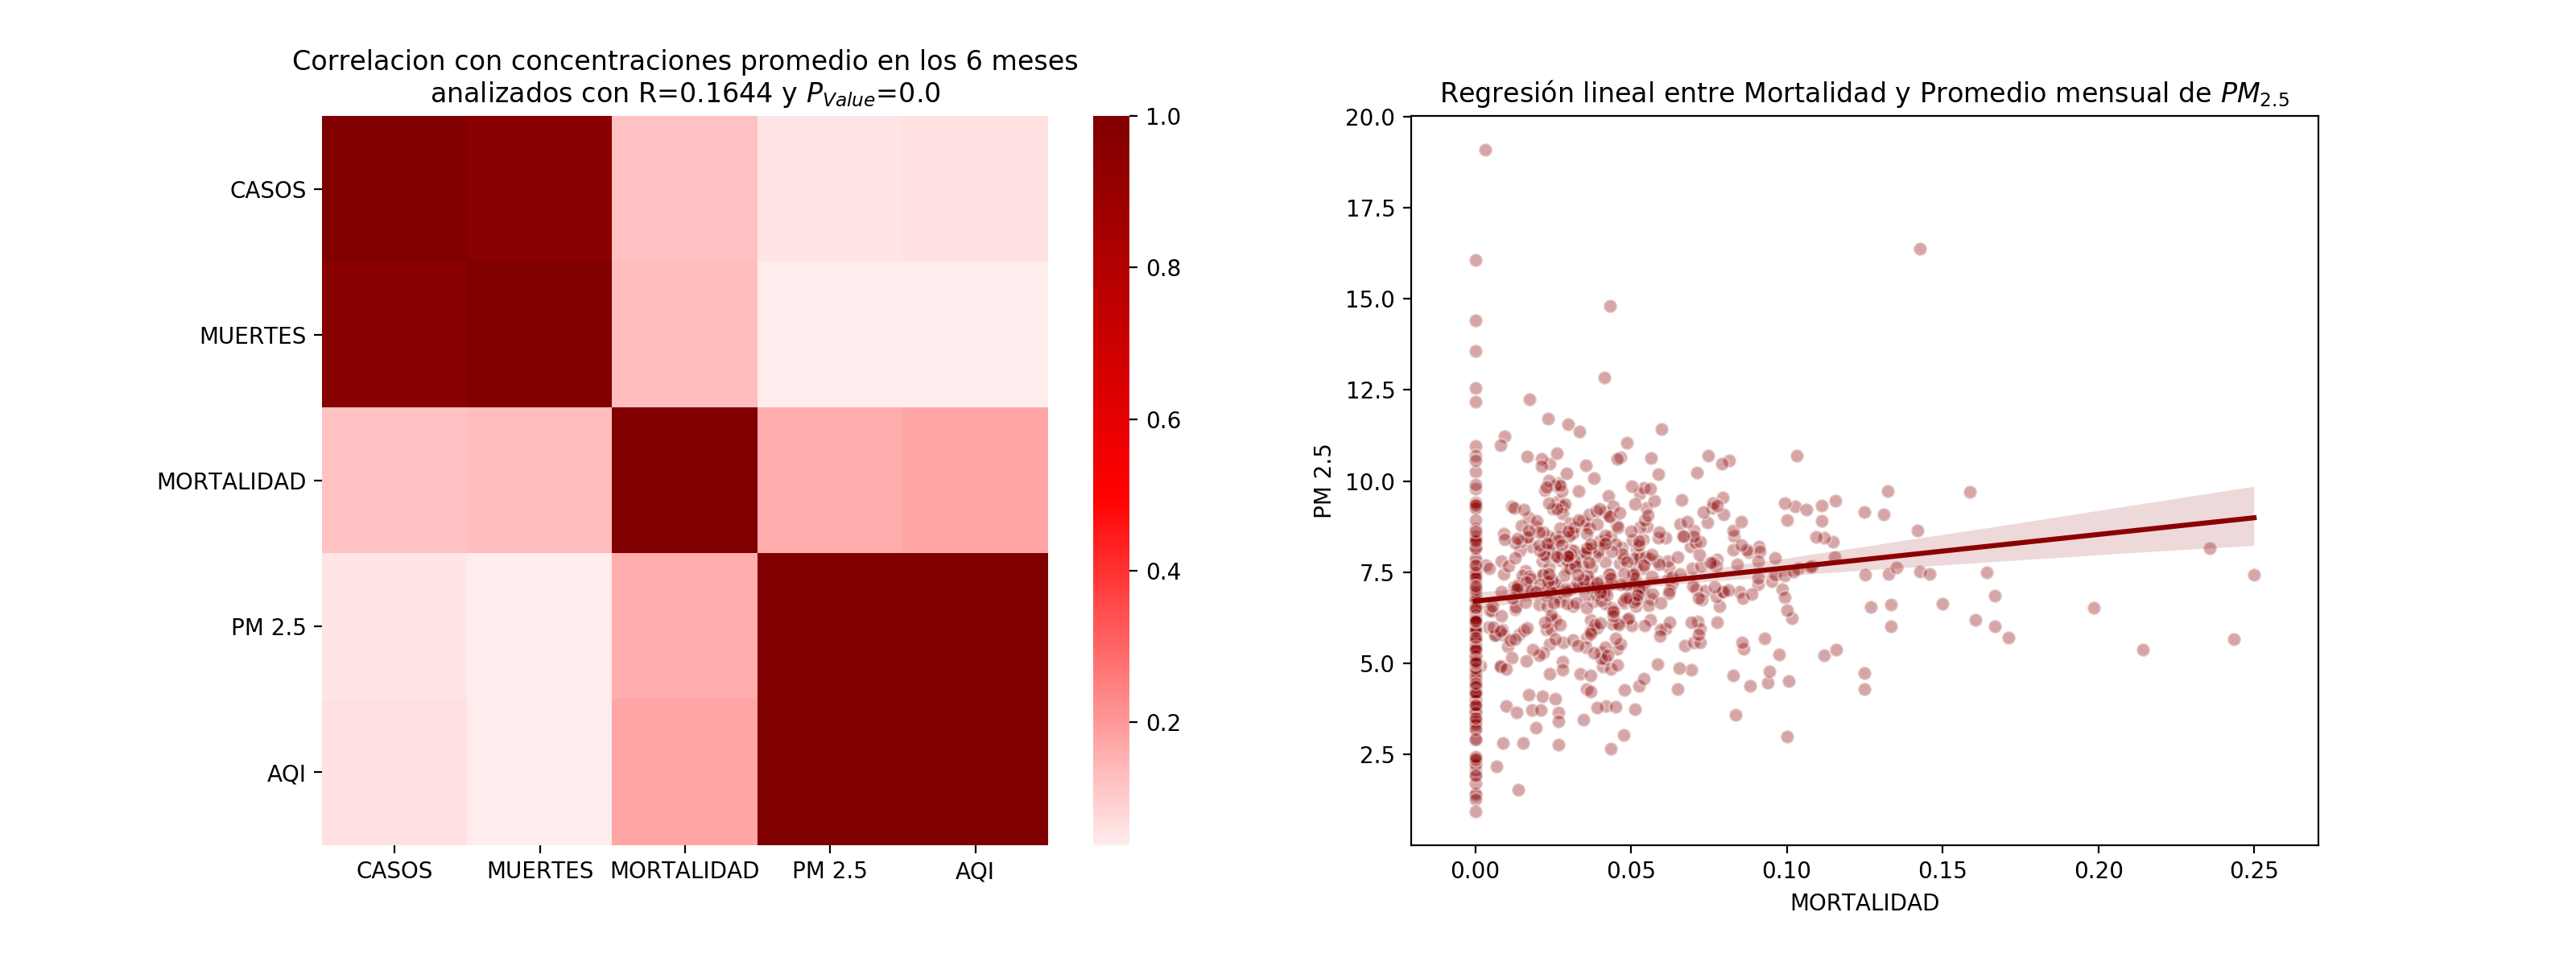 Correlacion con concentraciones promedio en los 6 meses
analizados con R=0.1644 y P_Value=0.0
CASOS
MUERTES
MORTALIDAD
PM 2.5
AQI
CASOS MUERTES MORTALIDAD PM 2.5 AQI
1.0
0.8
0.6
0.4
0.2
Regresión lineal entre Mortalidad y Promedio mensual de PM_2.5
PM 2.5
20.0
17.5
15.0
12.5
10.0
7.5
5.0
2.5
0.00 0.05 0.10 0.15 0.20 0.25
MORTALIDAD